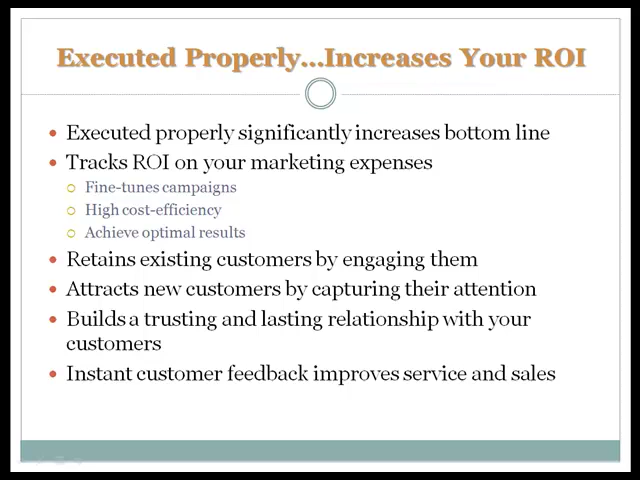 Executed Properly...Increases Your ROI
Executed properly significantly increases bottom line
Tracks ROI on your marketing expenses
Fine-tunes campaigns
High cost-efficiency
Achieve optimal results
Retains existing customers by engaging them
Attracts new customers by capturing their attention
Builds a trusting and lasting relationship with your
customers
Instant customer feedback improves service and sales